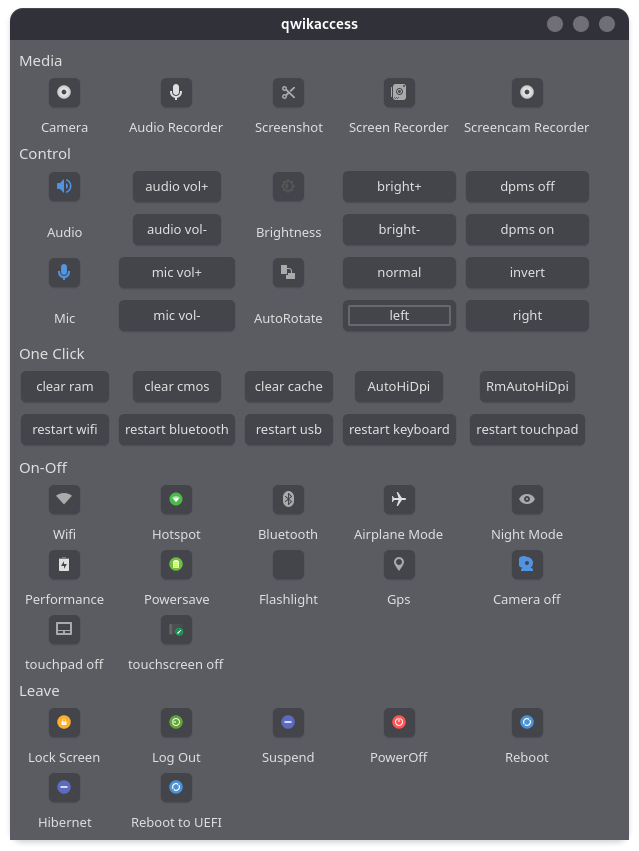 qwikaccess
Media
Camera Audio Recorder Screenshot Screen Recorder Screencam Recorder
Control
audio vol+ bright+ dpms off
Audio audio vol- Brightness bright- dpms on
mic vol+ normal invert
Mic mic vol- AutoRotate left right
One Click
clear ram clear cmos clear cache AutoHiDpi RmAutoHiDpi
restart wifi restart bluetooth restart usb restart keyboard restart touchpad
On-Off
Wifi Hotspot Bluetooth Airplane Mode Night Mode
Performance Powersave Flashlight Gps Camera off
touchpad off touchscreen off
Leave
Lock Screen Log Out Suspend PowerOff Reboot
Hibernet Reboot to UEFI